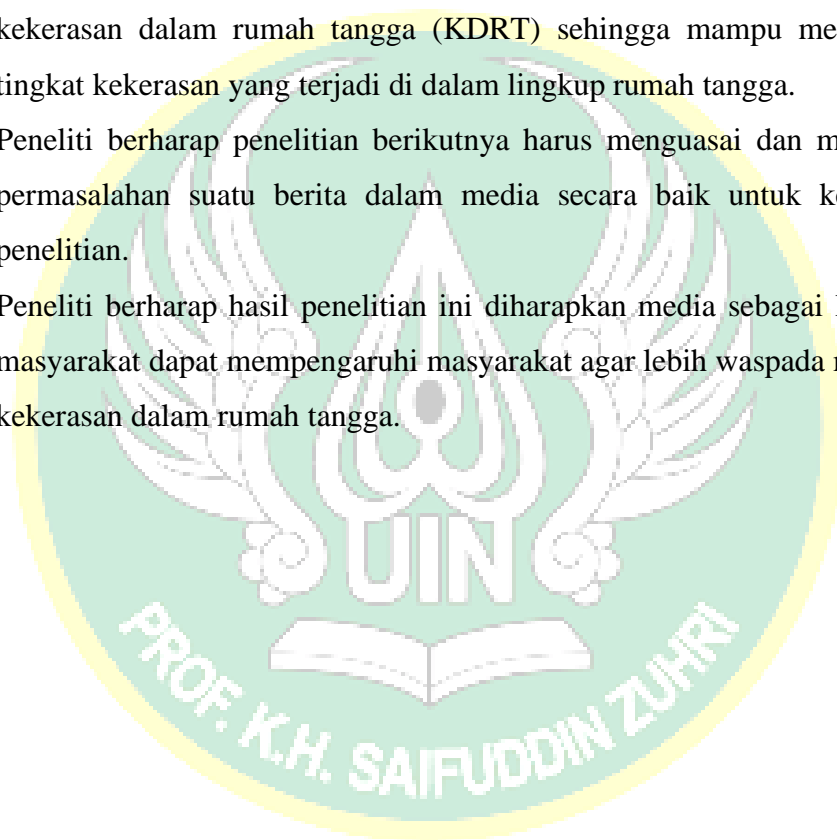 kekerasan dalam rumah tangga (KDRT) sehingga mampu
tingkat kekerasan yang terjadi di dalam lingkup rumah tangga.
Peneliti berharap penelitian berikutnya harus menguasai dan
permasalahan suatu berita dalam media secara baik untuk
penelitian.
Peneliti berharap hasil penelitian ini diharapkan media sebagai
masyarakat dapat mempengaruhi masyarakat agar lebih waspada
kekerasan dalam rumah tangga.
UIN
PROF. K.H. SAIFUDDIN ZUHRI